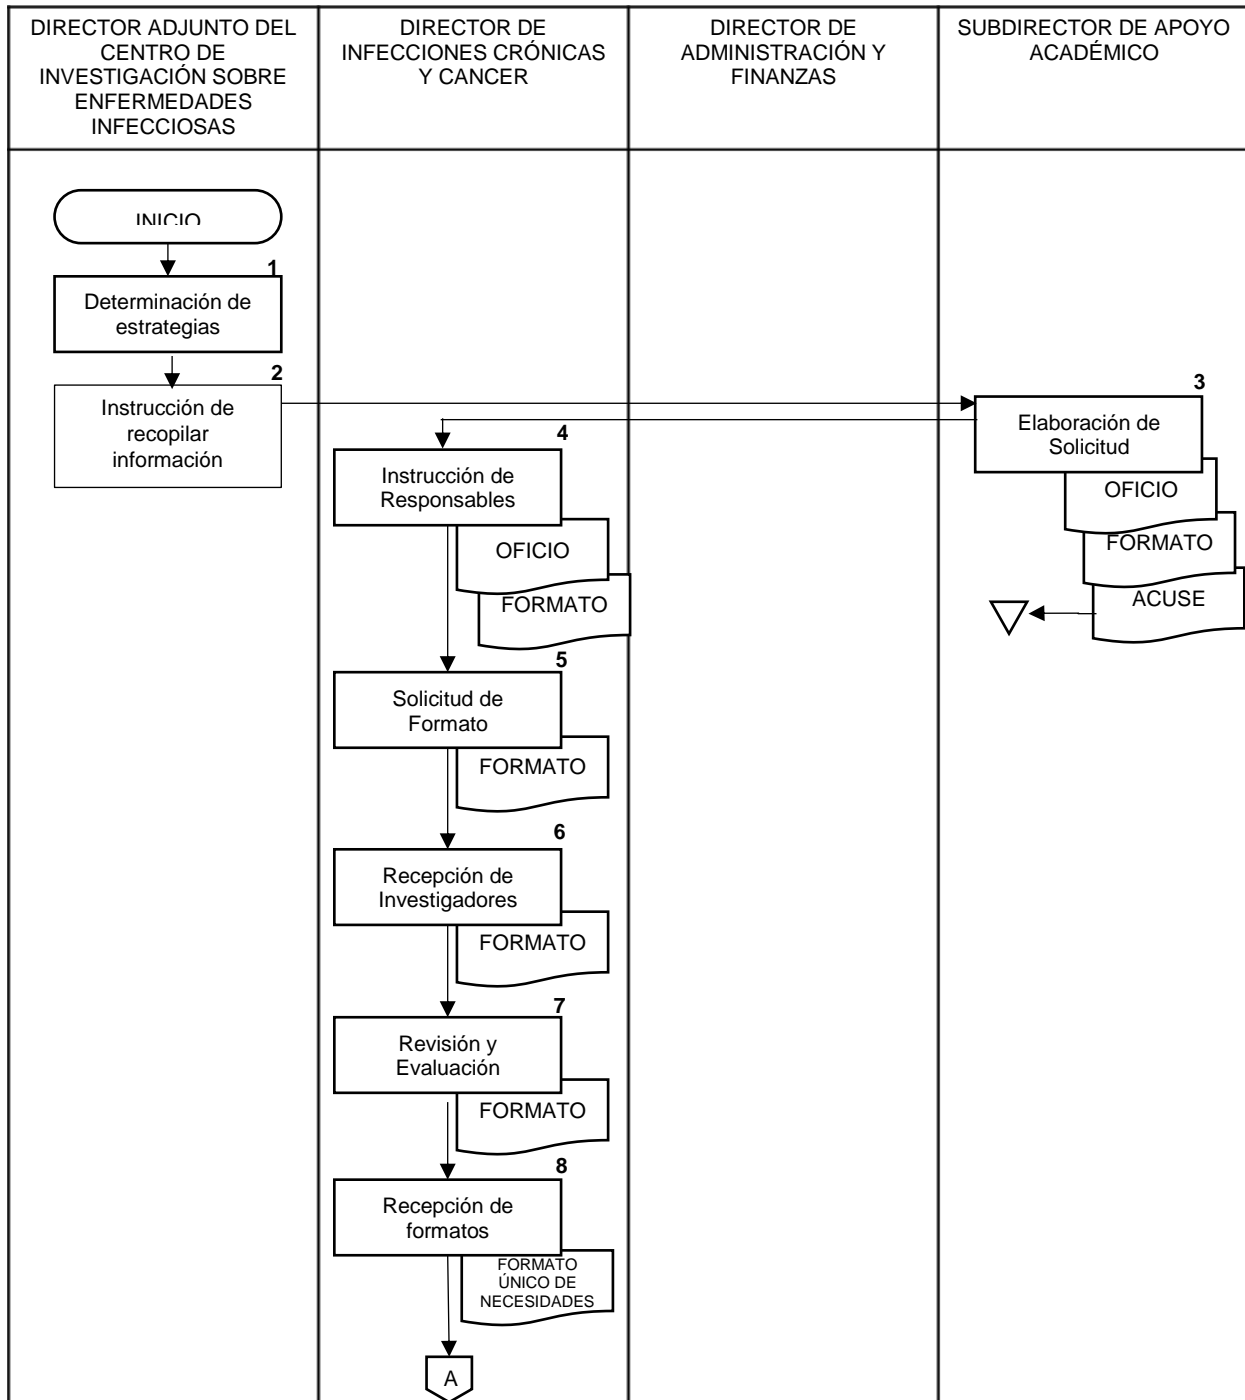 DIRECTOR ADJUNTO DEL
CENTRO DE
INVESTIGACIÓN SOBRE
ENFERMEDADES
INFECCIOSAS
DIRECTOR DE
INFECCIONES CRÓNICAS
Y CANCER
DIRECTOR DE
ADMINISTRACIÓN Y
FINANZAS
SUBDIRECTOR DE APOYO
ACADÉMICO
INICIO
1
Determinación de
estrategias
2
Instrucción de
recopilar
información
3
Elaboración de
Solicitud
OFICIO
FORMATO
ACUSE
4
Instrucción de
Responsables
OFICIO
FORMATO
5
Solicitud de
Formato
FORMATO
6
Recepción de
Investigadores
FORMATO
7
Revisión y
Evaluación
FORMATO
8
Recepción de
formatos
FORMATO
ÚNICO DE
NECESIDADES
A